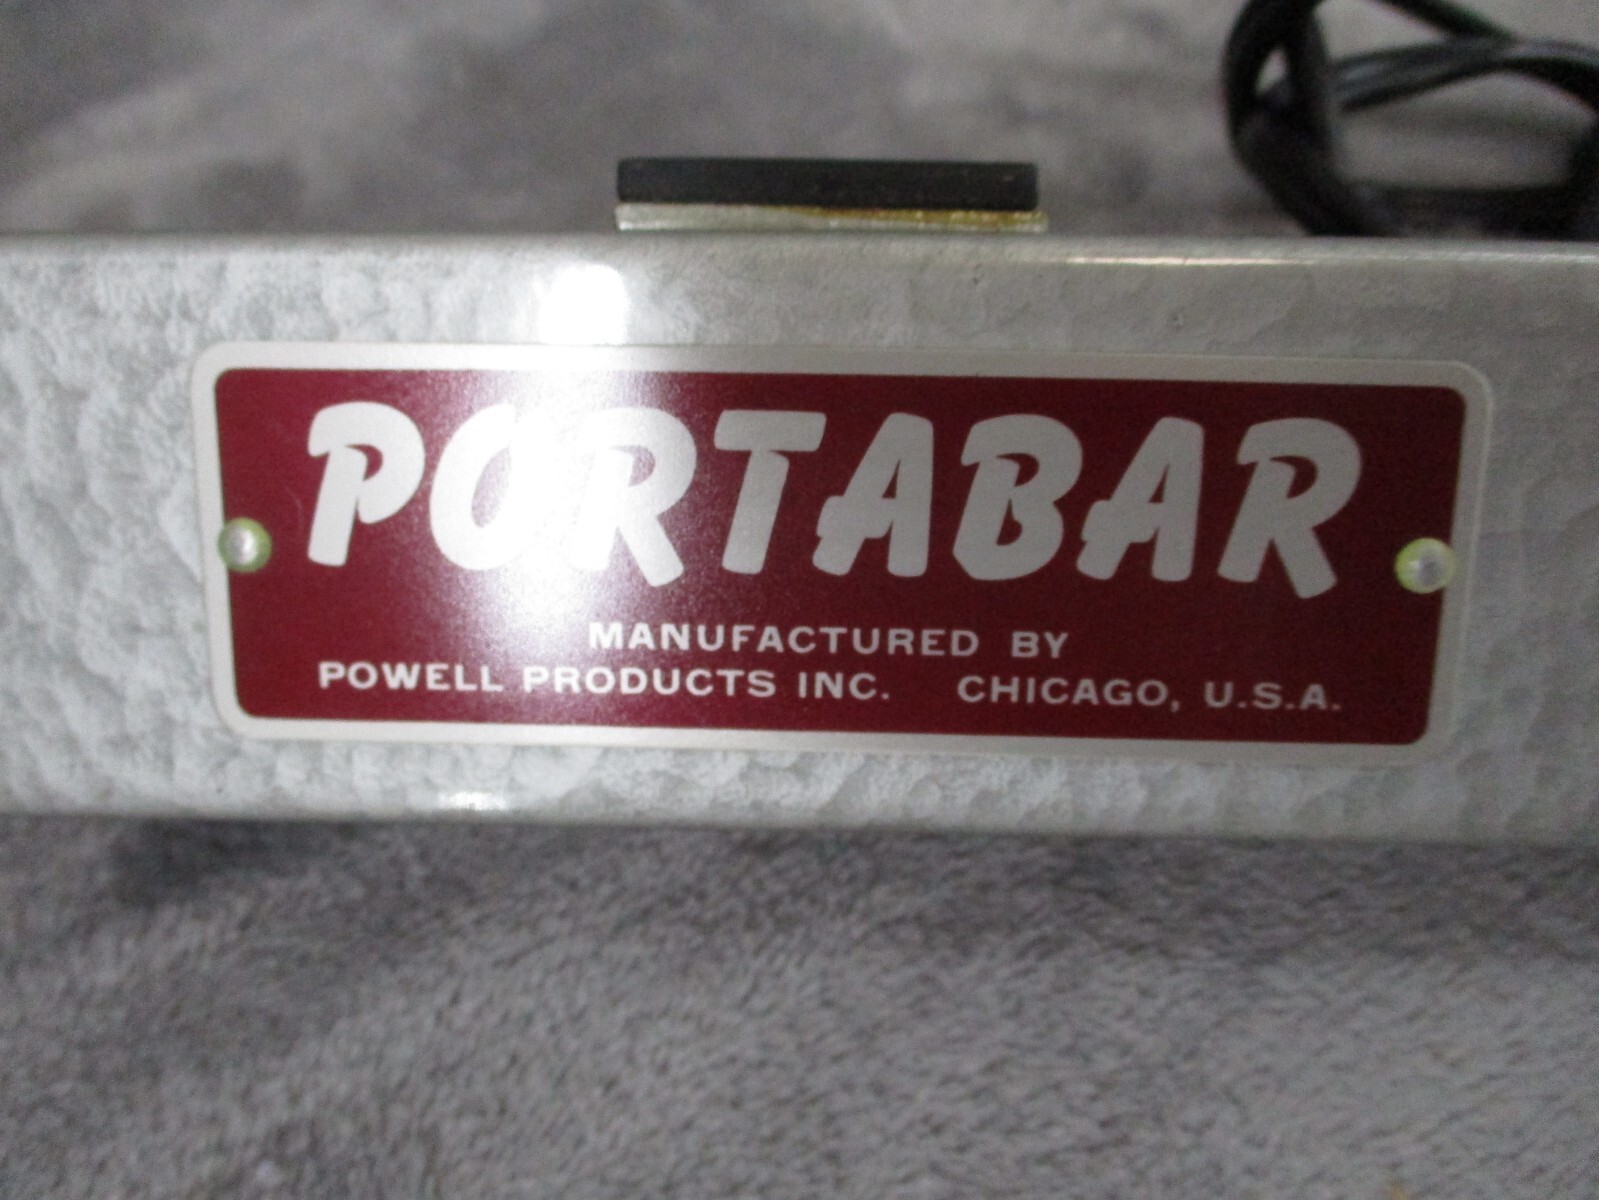 PORTABAR
MANUFACTURED BY
POWELL PRODUCTS INC. CHICAGO, U.S.A.